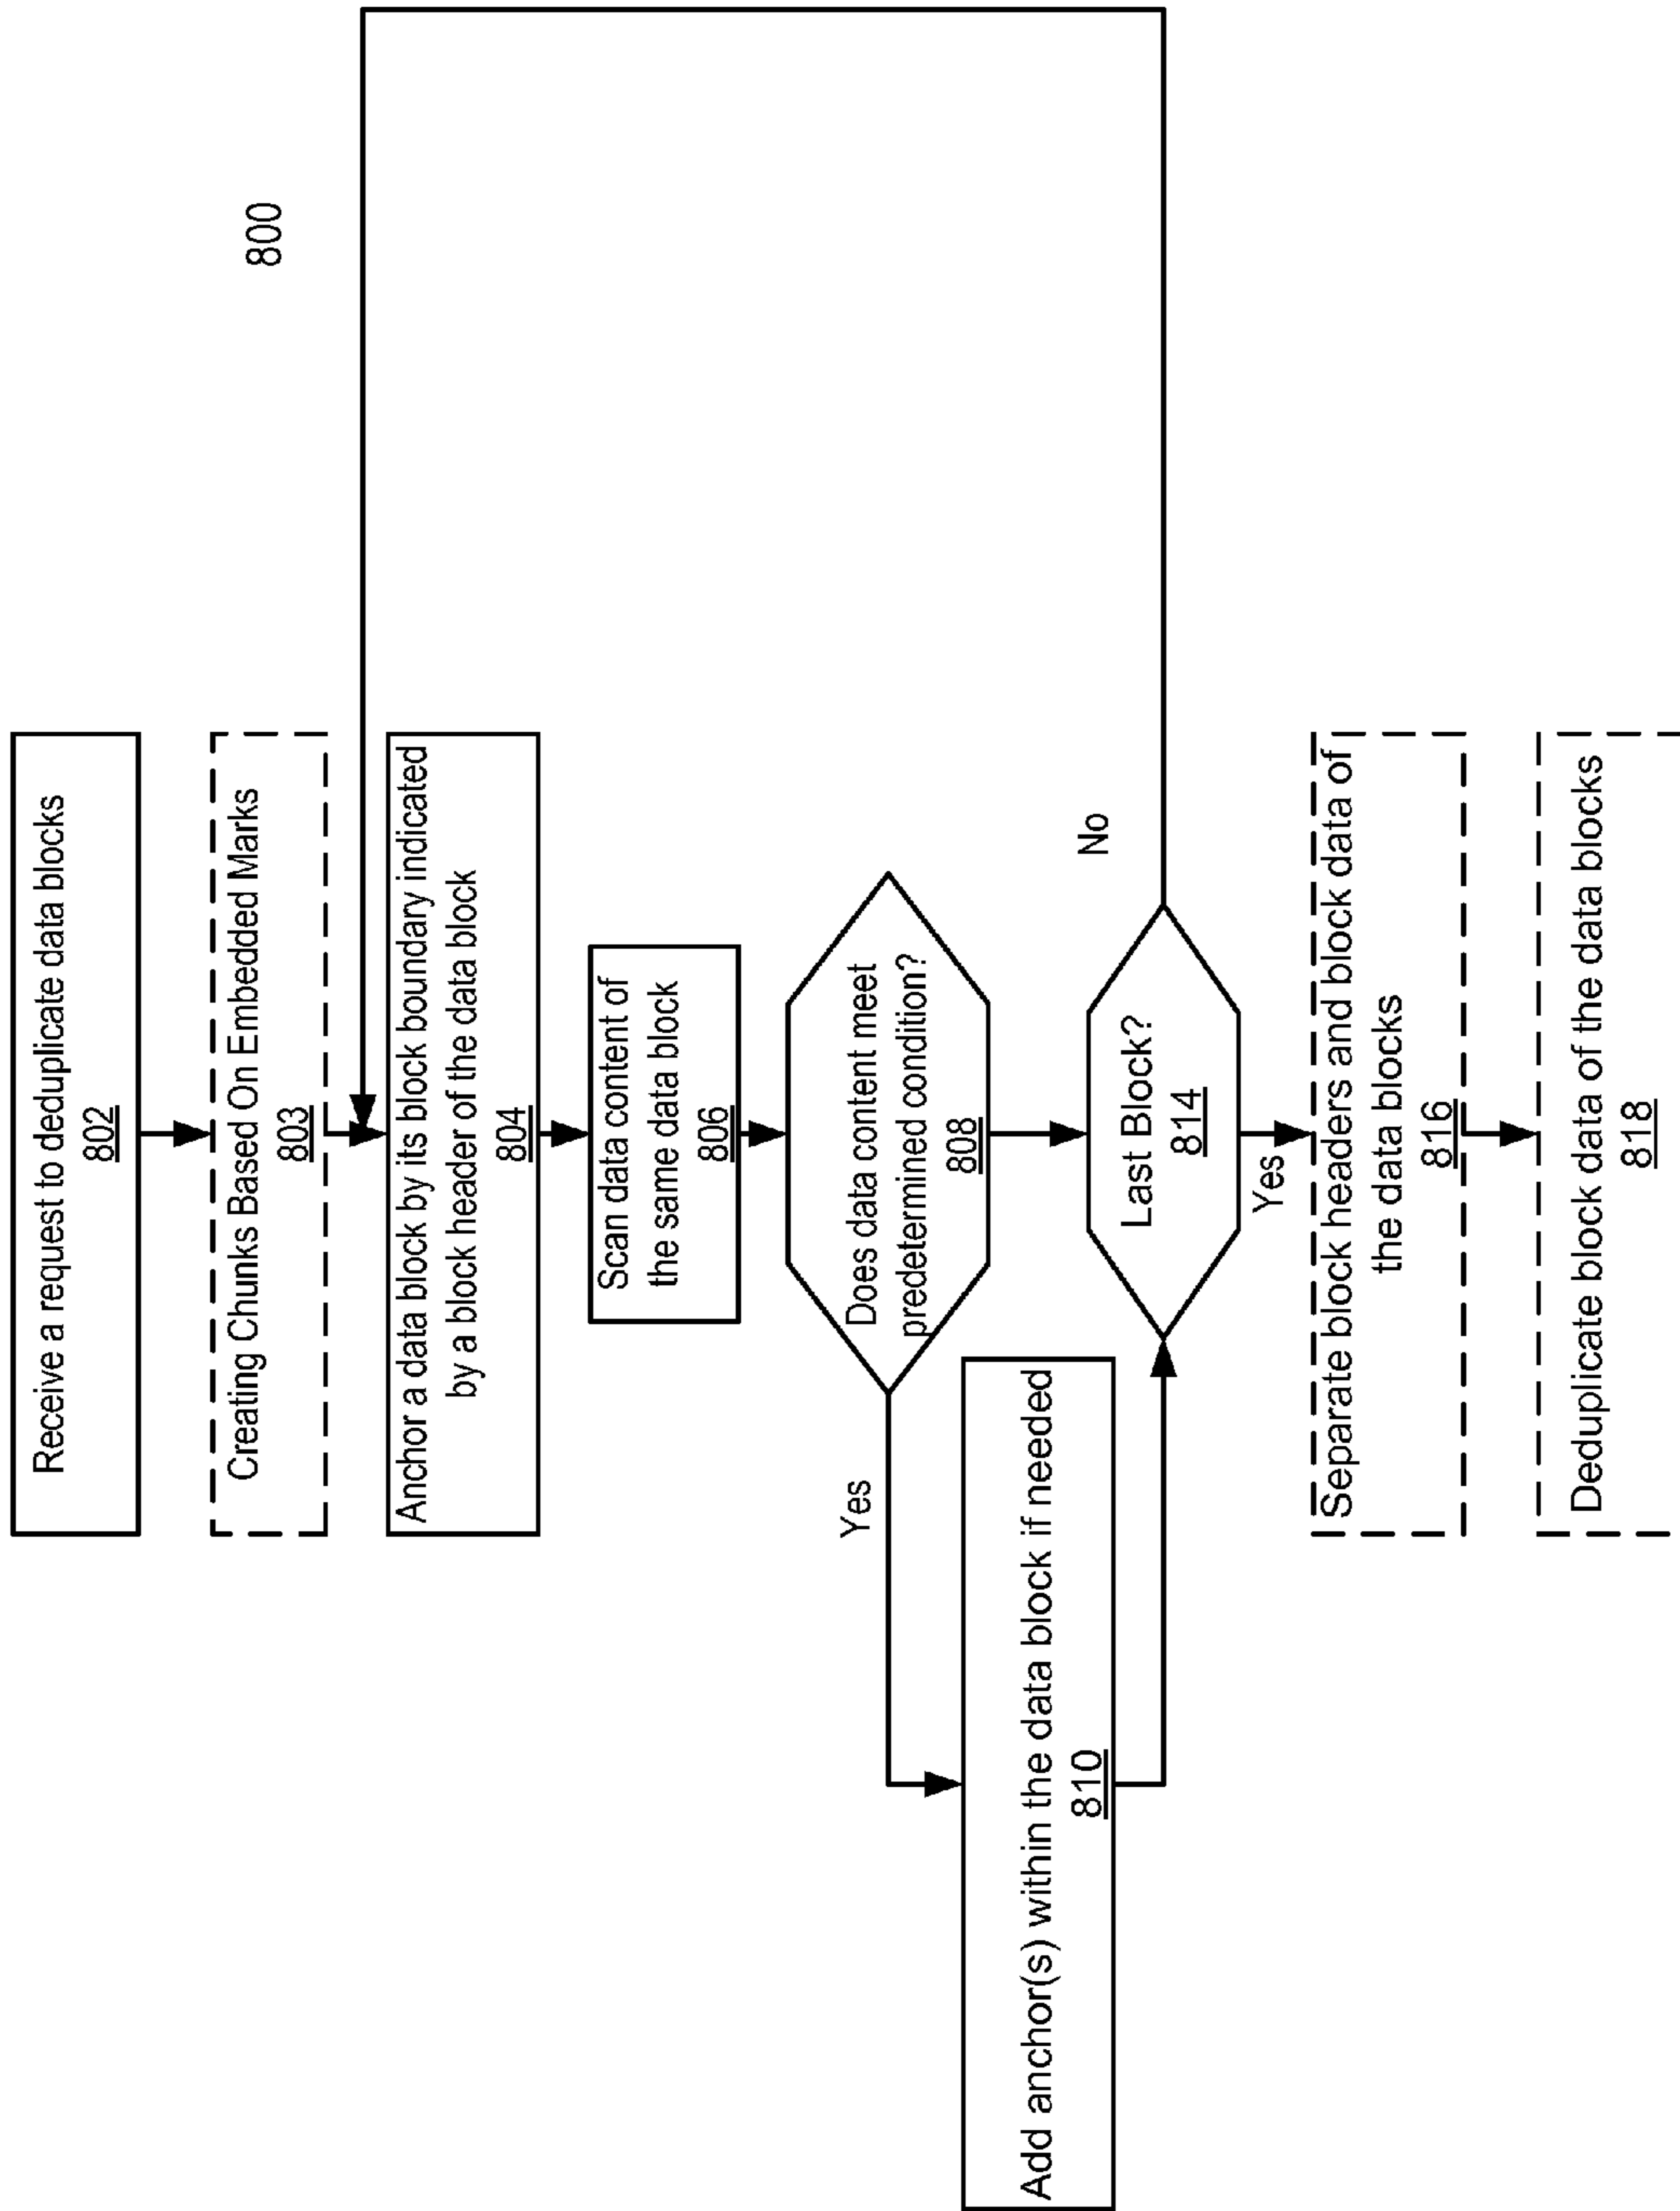 800
Receive a request to deduplicate data blocks
802
Creating Chunks Based On Embedded Marks
803
Anchor a data block by its block boundary indicated
by a block header of the data block
804
Scan data content of
the same data block
806
Does data content meet
predetermined condition?
808
Yes
Add anchor(s) within the data block if needed
810
Last Block?
814
No
Yes
Separate block headers and block data of
the data blocks
816
Deduplicate block data of the data blocks
818